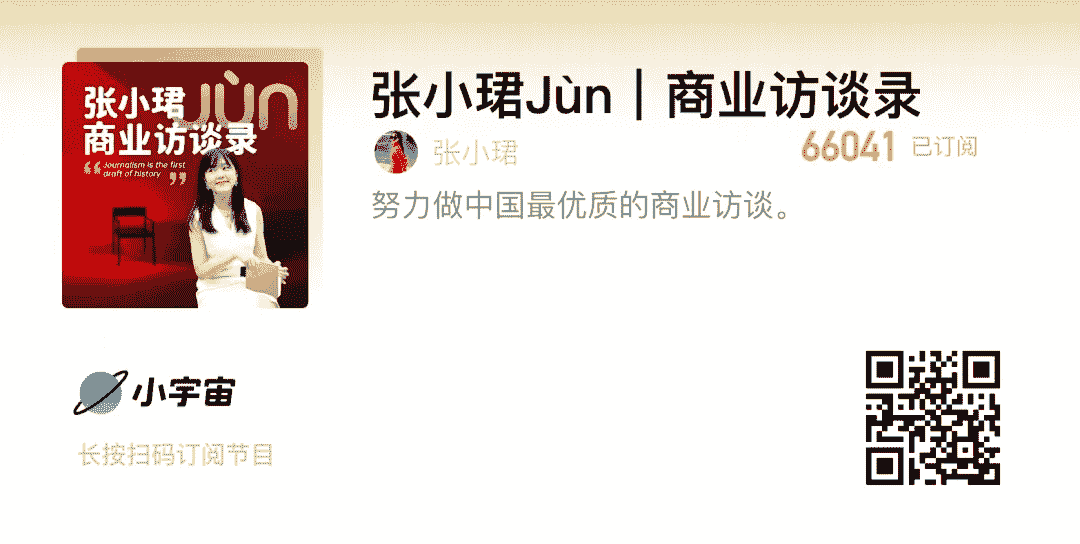 张小珺Jùn
商业访谈录
“Journalism is the first
draft of history”
张小珺Jùn｜商业访谈录
张小珺
66041 已订阅
努力做中国最优质的商业访谈。
小宇宙
长按扫码订阅节目